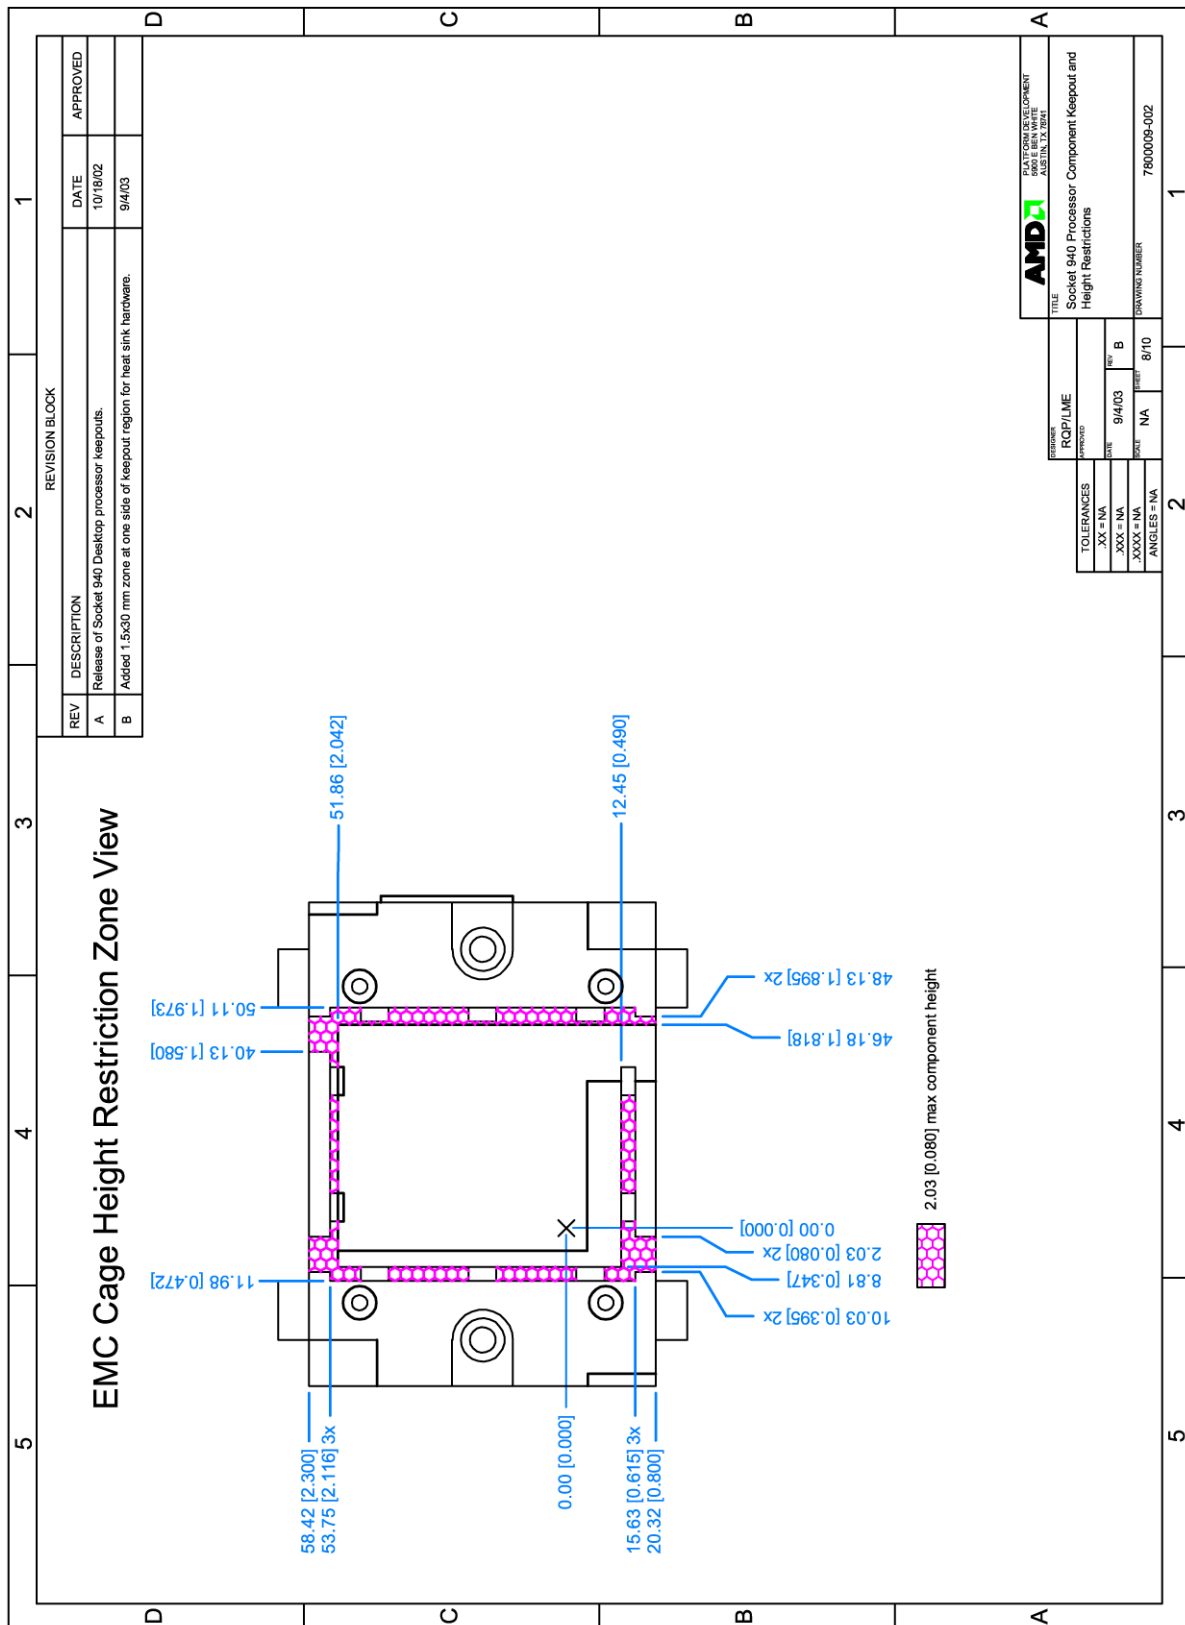 EMC Cage Height Restriction Zone View
REVISION BLOCK
REV DESCRIPTION DATE APPROVED
A Release of Socket 940 Desktop processor keepouts. 10/18/02
B Added 1.5x30 mm zone at one side of keepout region for heat sink hardware. 9/4/03
5 4 3 2 1
D
C
B
A
58.42 [2.300]
53.75 [2.116] 3x
0.00 [0.000]
15.63 [0.615] 3x
20.32 [0.800]
11.98 [0.472]
40.13 [1.580]
50.11 [1.973]
51.86 [2.042]
12.45 [0.490]
10.03 [0.395] 2x
8.81 [0.347]
2.03 [0.080] 2x
0.00 [0.000]
46.18 [1.818]
48.13 [1.895] 2x
2.03 [0.080] max component height
TOLERANCES
.XX = NA
.XXX = NA
.XXXX = NA
ANGLES = NA
DESIGNER
RQP/LME
APPROVED
DATE
9/4/03
REV
B
SCALE
NA
SHEET
8/10
AMD
PLATFORM DEVELOPMENT
5900 E BEN WHITE
AUSTIN, TX 78741
TITLE
Socket 940 Processor Component Keepout and
Height Restrictions
DRAWING NUMBER
7800009-002
D
C
B
A
5 4 3 2 1